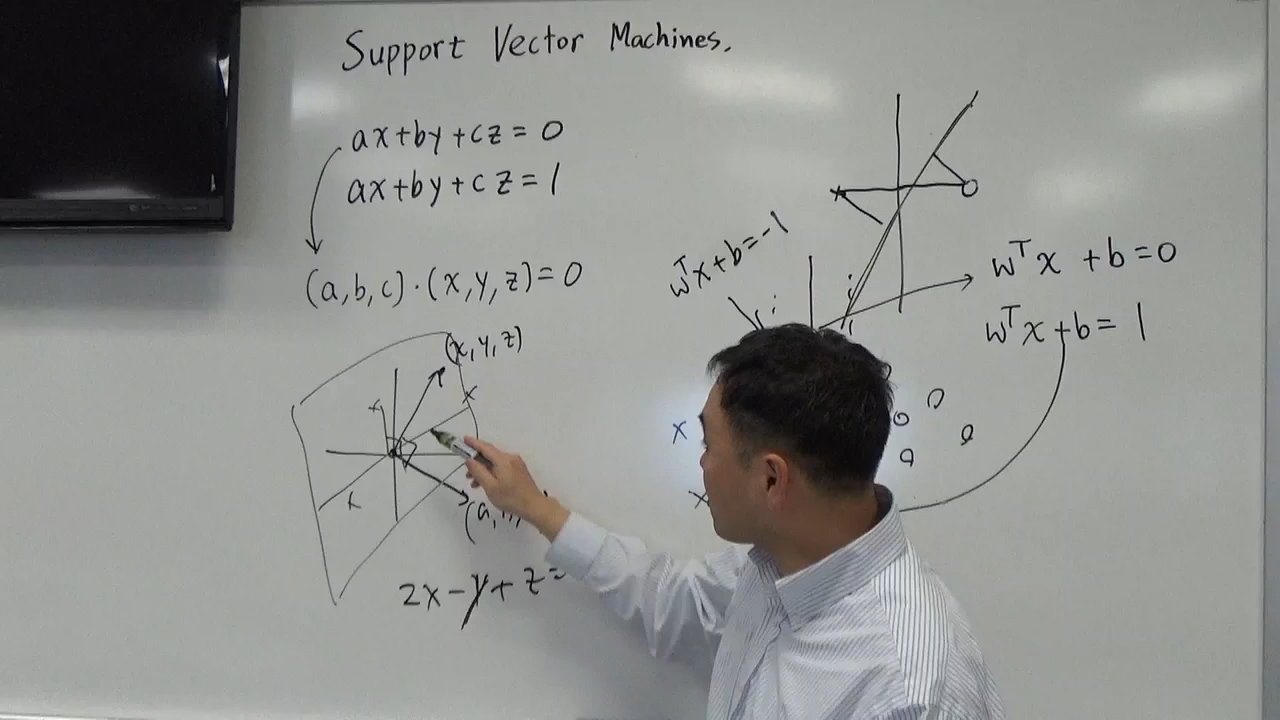 Support Vector Machines.
ax+by+cz=0
ax+by+cz=1
(a,b,c)·(x,y,z)=0
(x,y,z)
x
x
x
(a,
2x-y+z=
wᵀx+b=-1
wᵀx+b=0
wᵀx+b=1
x
x
x